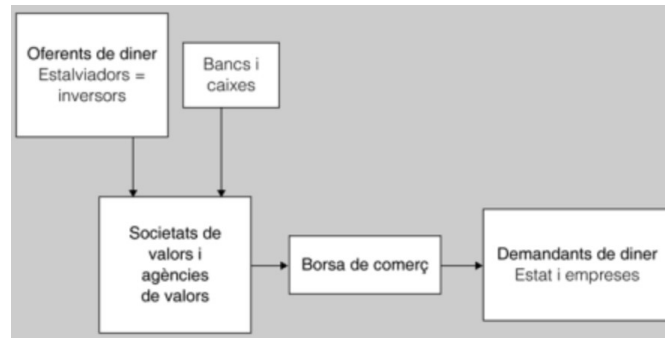 Oferents de diner
Estalviadors =
inversors
Bancs i
caixes
Societats de
valors i
agències
de valors
Borsa de comerç
Demandants de diner
Estat i empreses